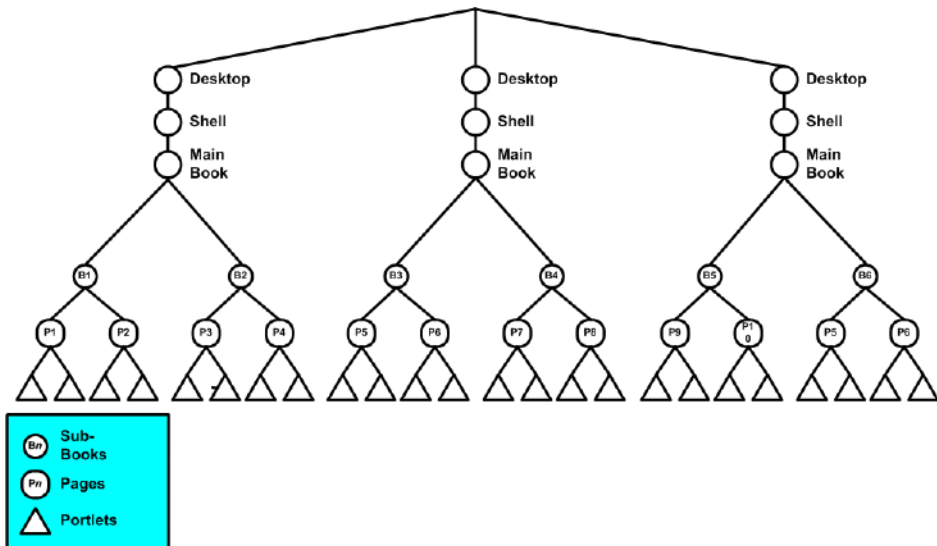 Desktop
Desktop
Desktop
Shell
Shell
Shell
Main
Book
Main
Book
Main
Book
B1
B2
B3
B4
B5
B6
P1
P2
P3
P4
P5
P6
P7
P8
P9
P1
0
P5
P6
Bn
Sub-
Books
Pn
Pages
Portlets